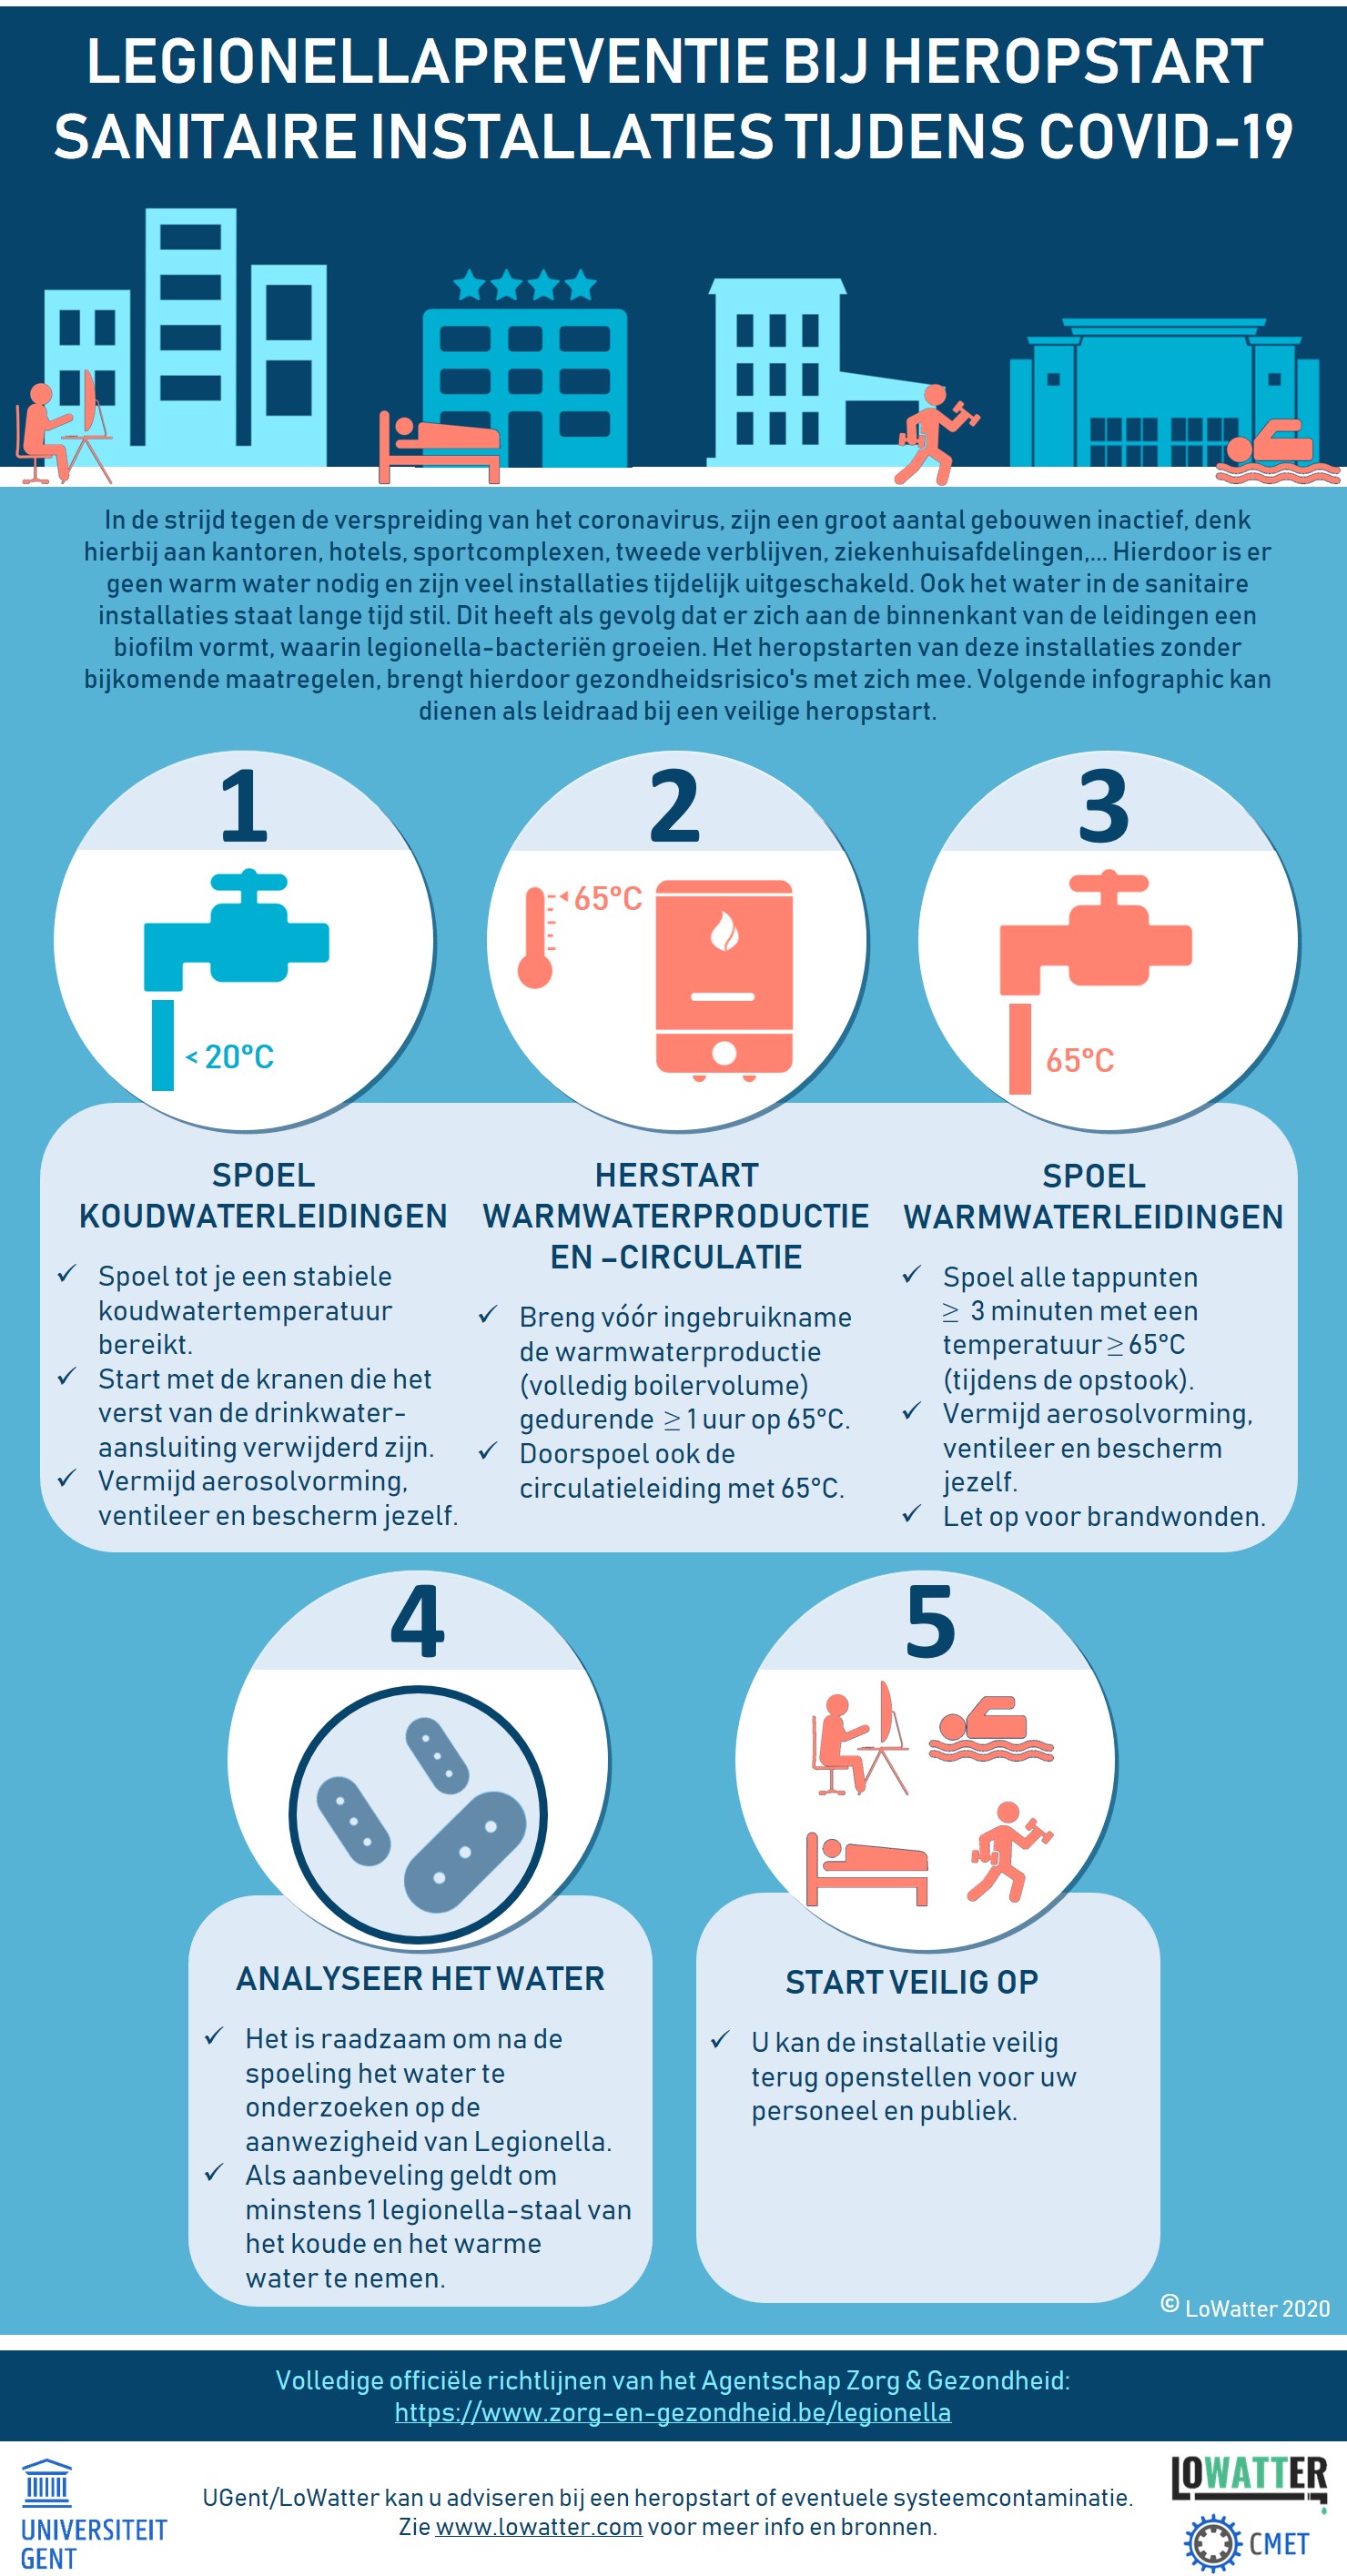 LEGIONELLAPREVENTIE BIJ HEROPSTART
SANITAIRE INSTALLATIES TIJDENS COVID-19
In de strijd tegen de verspreiding van het coronavirus, zijn een groot aantal gebouwen inactief, denk
hierbij aan kantoren, hotels, sportcomplexen, tweede verblijven, ziekenhuisafdelingen,... Hierdoor is er
geen warm water nodig en zijn veel installaties tijdelijk uitgeschakeld. Ook het water in de sanitaire
installaties staat lange tijd stil. Dit heeft als gevolg dat er zich aan de binnenkant van de leidingen een
biofilm vormt, waarin legionella-bacteriën groeien. Het heropstarten van deze installaties zonder
bijkomende maatregelen, brengt hierdoor gezondheidsrisico's met zich mee. Volgende infographic kan
dienen als leidraad bij een veilige heropstart.
1
< 20°C
SPOEL
KOUDWATERLEIDINGEN
✓ Spoel tot je een stabiele
koudwatertemperatuur
bereikt.
✓ Start met de kranen die het
verst van de drinkwater-
aansluiting verwijderd zijn.
✓ Vermijd aerosolvorming,
ventileer en bescherm jezelf.
2
65°C
HERSTART
WARMWATERPRODUCTIE
EN –CIRCULATIE
✓ Breng vóór ingebruikname
de warmwaterproductie
(volledig boilervolume)
gedurende ≥ 1 uur op 65°C.
✓ Doorspoel ook de
circulatieleiding met 65°C.
3
65°C
SPOEL
WARMWATERLEIDINGEN
✓ Spoel alle tappunten
≥ 3 minuten met een
temperatuur ≥ 65°C
(tijdens de opstook).
✓ Vermijd aerosolvorming,
ventileer en bescherm
jezelf.
✓ Let op voor brandwonden.
4
ANALYSEER HET WATER
✓ Het is raadzaam om na de
spoeling het water te
onderzoeken op de
aanwezigheid van Legionella.
✓ Als aanbeveling geldt om
minstens 1 legionella-staal van
het koude en het warme
water te nemen.
5
START VEILIG OP
✓ U kan de installatie veilig
terug openstellen voor uw
personeel en publiek.
© LoWatter 2020
Volledige officiële richtlijnen van het Agentschap Zorg & Gezondheid:
https://www.zorg-en-gezondheid.be/legionella
UNIVERSITEIT
GENT
UGent/LoWatter kan u adviseren bij een heropstart of eventuele systeemcontaminatie.
Zie www.lowatter.com voor meer info en bronnen.
LOWATTER
CMET